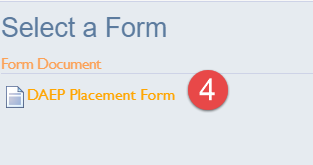 Select a Form
Form Document
DAEP Placement Form 4